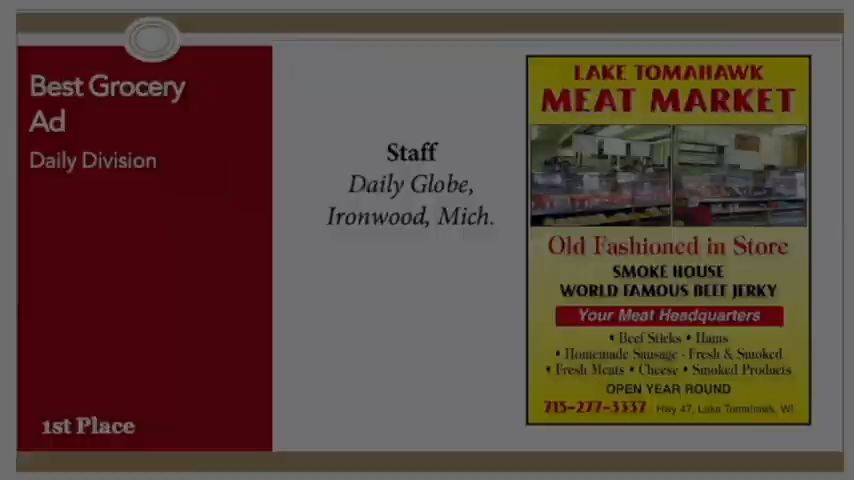 Best Grocery
Ad
Daily Division
1st Place
Staff
Daily Globe,
Ironwood, Mich.
LAKE TOMAHAWK
MEAT MARKET
Old Fashioned in Store
SMOKE HOUSE
WORLD FAMOUS BEEF JERKY
Your Meat Headquarters
• Beef Sticks • Hams
• Homemade Sausage - Fresh & Smoked
• Fresh Meats • Cheese • Smoked Products
OPEN YEAR ROUND
715-277-3337 Hwy 47, Lake Tomahawk, WI